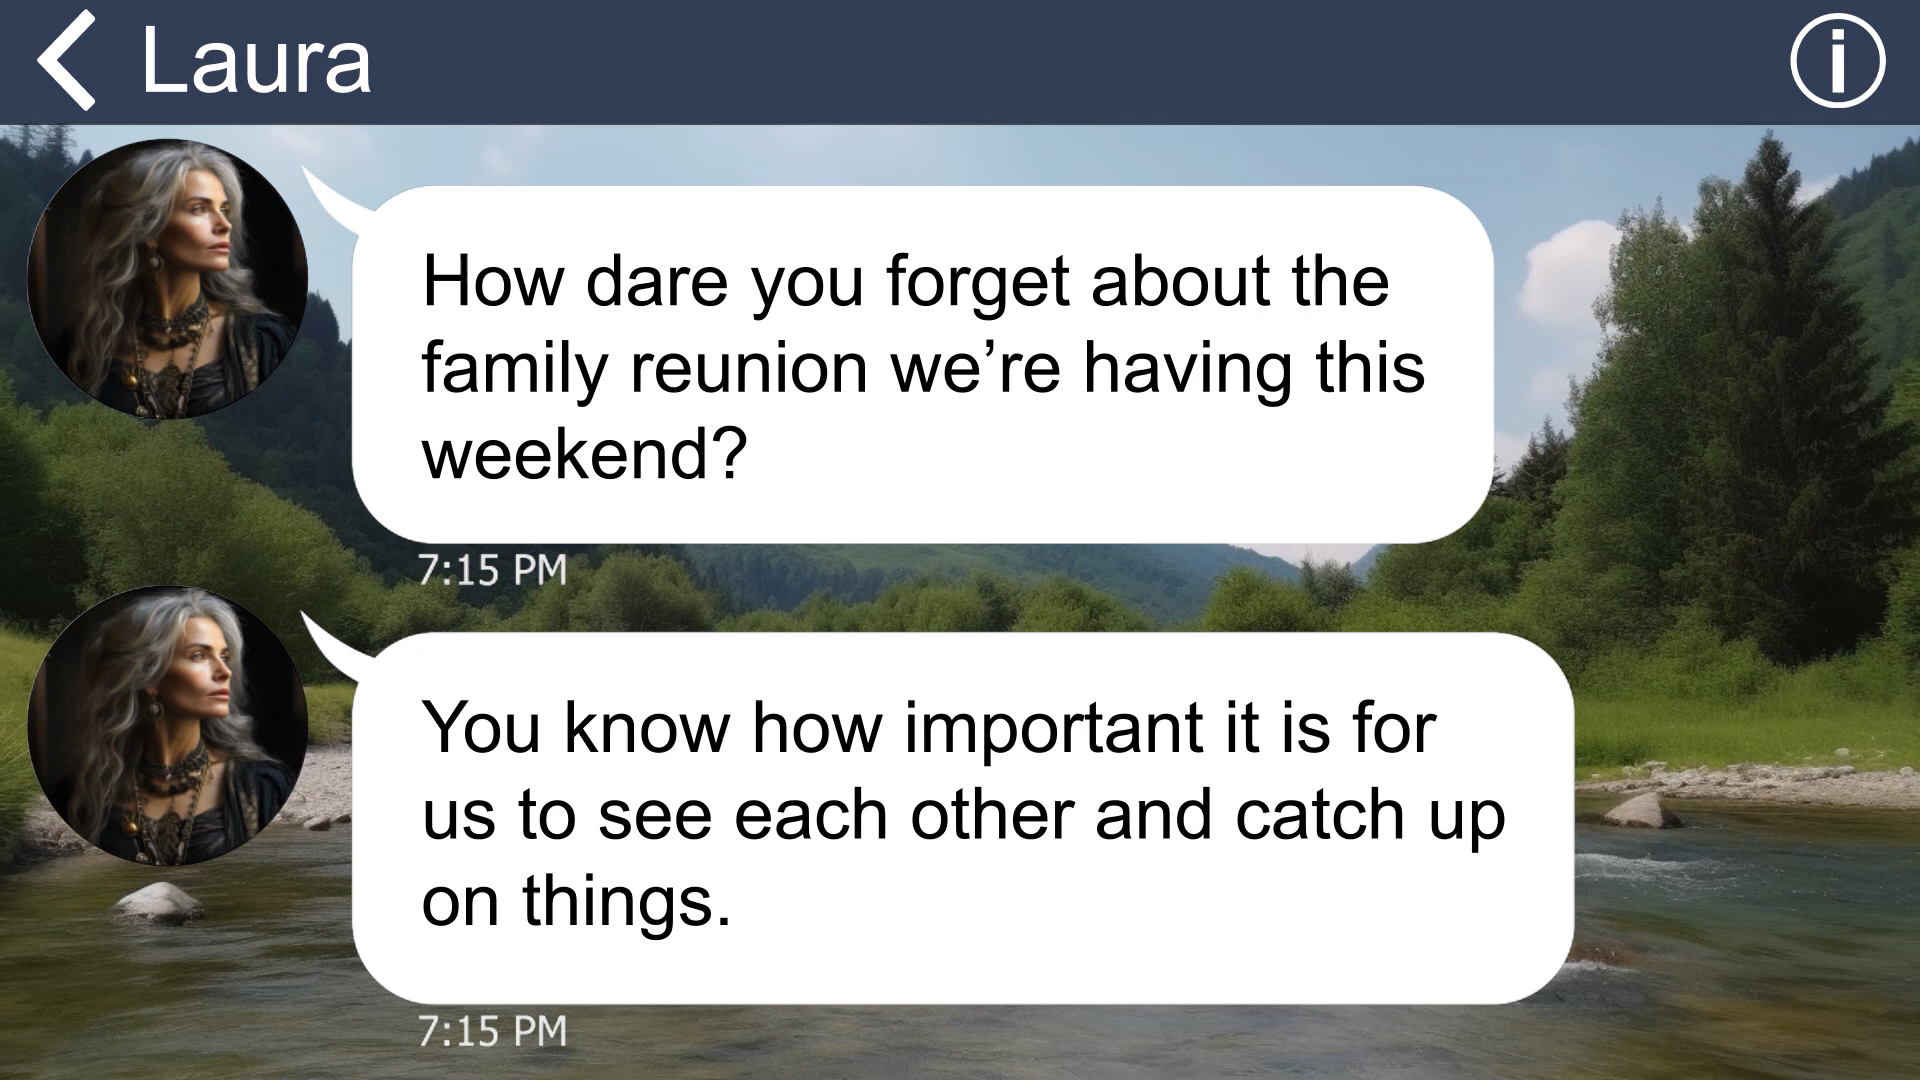 Laura
How dare you forget about the
family reunion we’re having this
weekend?
7:15 PM
You know how important it is for
us to see each other and catch up
on things.
7:15 PM